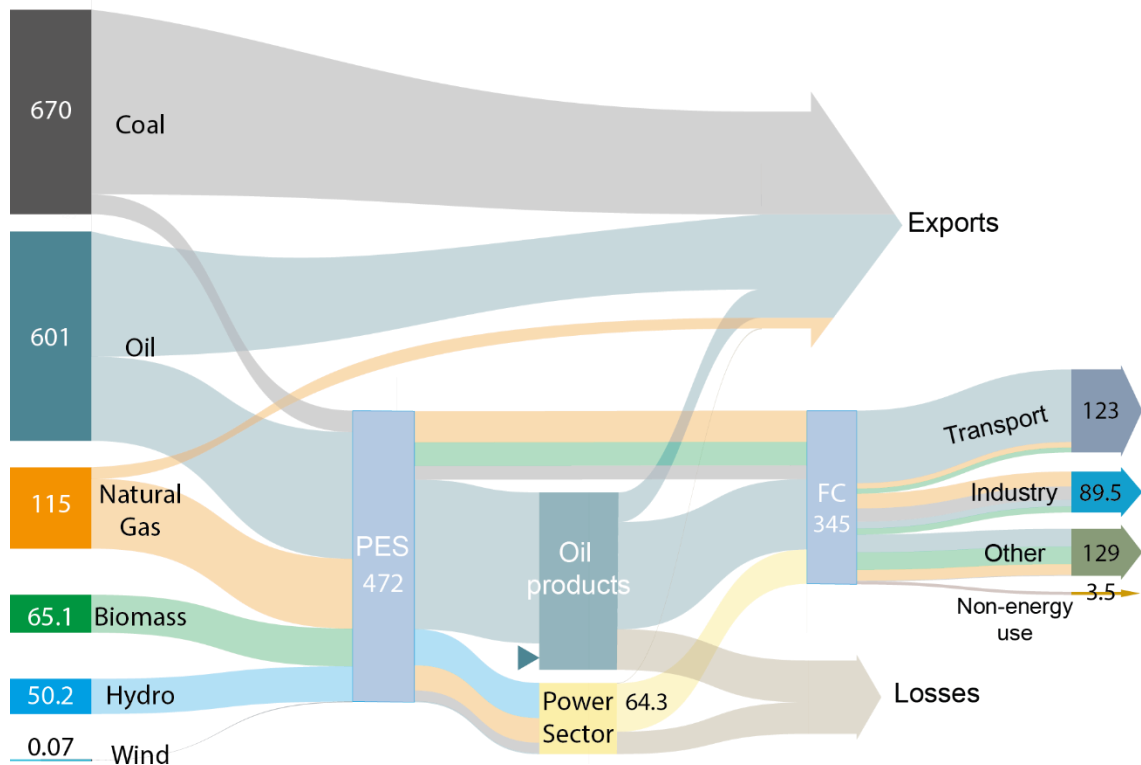 670
Coal
Exports
601
Oil
115
Natural
Gas
PES
472
Oil
products
FC
345
Transport
123
Industry
89.5
Other
129
Non-energy
use
3.5
65.1
Biomass
50.2
Hydro
0.07
Wind
Power
Sector
64.3
Losses